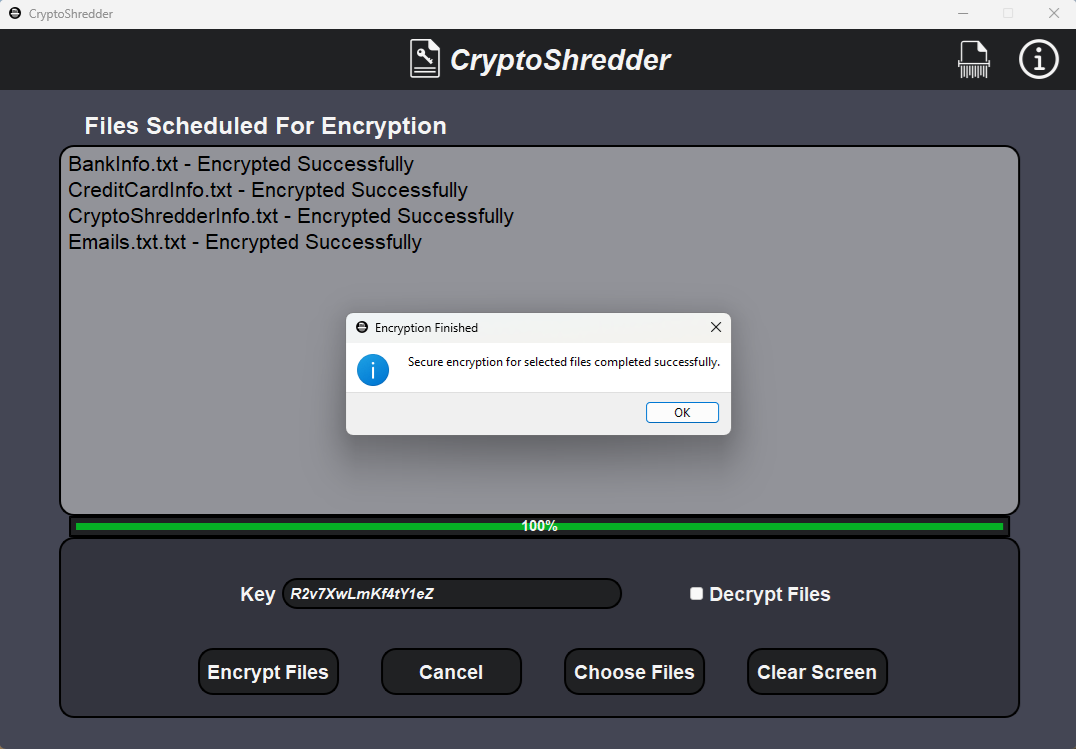 CryptoShredder
CryptoShredder
Files Scheduled For Encryption
BankInfo.txt - Encrypted Successfully
CreditCardInfo.txt - Encrypted Successfully
CryptoShredderInfo.txt - Encrypted Successfully
Emails.txt.txt - Encrypted Successfully
Encryption Finished
Secure encryption for selected files completed successfully.
OK
100%
Key R2v7XwLmKf4tY1eZ Decrypt Files
Encrypt Files Cancel Choose Files Clear Screen